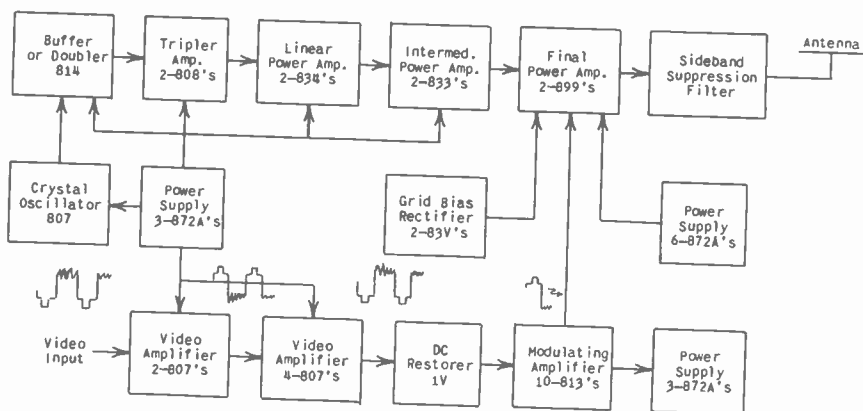 Buffer
or Doubler
814
Tripler
Amp.
2-808's
Linear
Power Amp.
2-834's
Intermed.
Power Amp.
2-833's
Final
Power Amp.
2-899's
Sideband
Suppression
Filter
Antenna
Crystal
Oscillator
807
Power
Supply
3-872A's
Grid Bias
Rectifier
2-83V's
Power
Supply
6-872A's
Video
Input
Video
Amplifier
2-807's
Video
Amplifier
4-807's
DC
Restorer
1V
Modulating
Amplifier
10-813's
Power
Supply
3-872A's